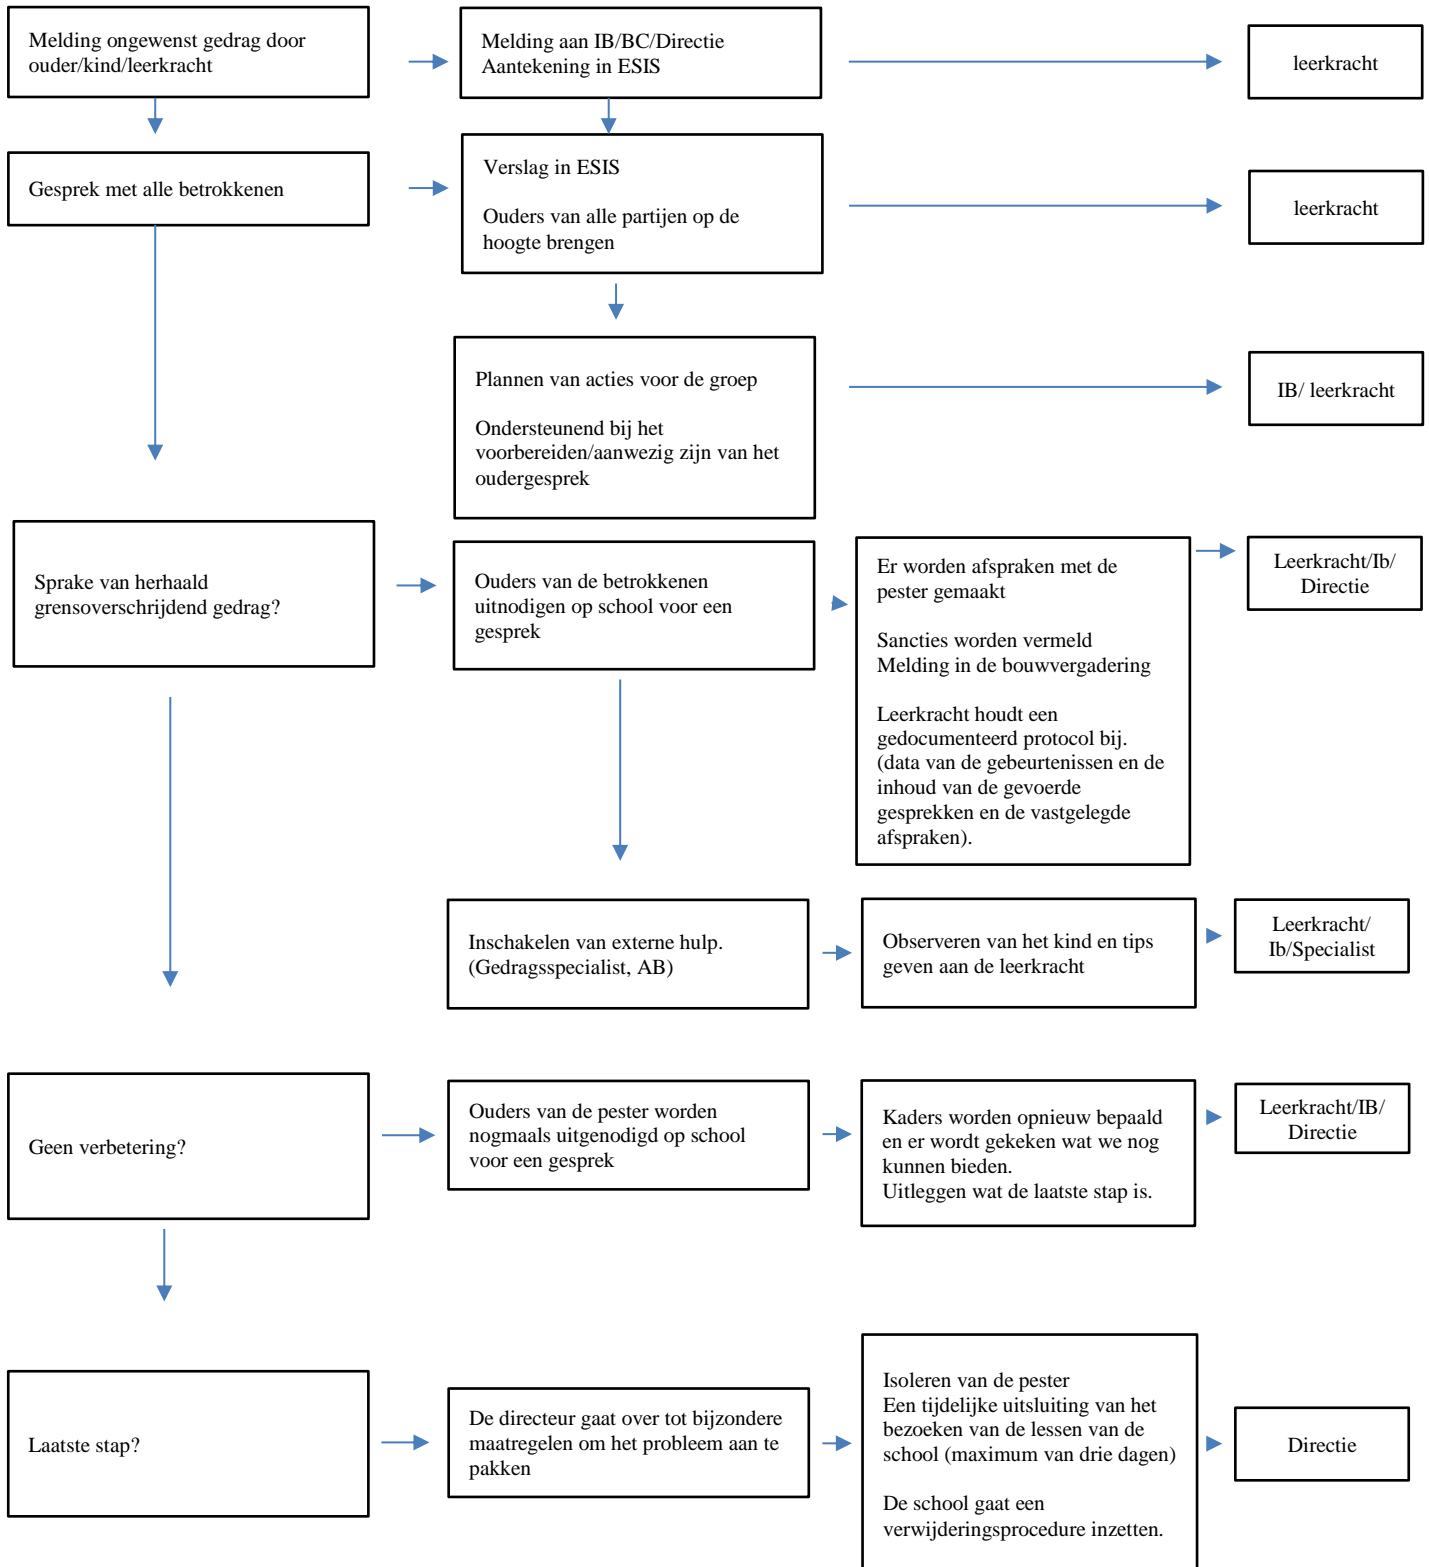 Melding ongewenst gedrag door
ouder/kind/leerkracht
Melding aan IB/BC/Directie
Aantekening in ESIS
leerkracht
Gesprek met alle betrokkenen
Verslag in ESIS
Ouders van alle partijen op de
hoogte brengen
leerkracht
Plannen van acties voor de groep
Ondersteunend bij het
voorbereiden/aanwezig zijn van het
oudergesprek
IB/ leerkracht
Sprake van herhaald
grensoverschrijdend gedrag?
Ouders van de betrokkenen
uitnodigen op school voor een
gesprek
Er worden afspraken met de
pester gemaakt
Sancties worden vermeld
Melding in de bouwvergadering
Leerkracht houdt een
gedocumenteerd protocol bij.
(data van de gebeurtenissen en de
inhoud van de gevoerde
gesprekken en de vastgelegde
afspraken).
Leerkracht/Ib/
Directie
Inschakelen van externe hulp.
(Gedragsspecialist, AB)
Observeren van het kind en tips
geven aan de leerkracht
Leerkracht/
Ib/Specialist
Geen verbetering?
Ouders van de pester worden
nogmaals uitgenodigd op school
voor een gesprek
Kaders worden opnieuw bepaald
en er wordt gekeken wat we nog
kunnen bieden.
Uitleggen wat de laatste stap is.
Leerkracht/IB/
Directie
Laatste stap?
De directeur gaat over tot bijzondere
maatregelen om het probleem aan te
pakken
Isoleren van de pester
Een tijdelijke uitsluiting van het
bezoeken van de lessen van de
school (maximum van drie dagen)
De school gaat een
verwijderingsprocedure inzetten.
Directie